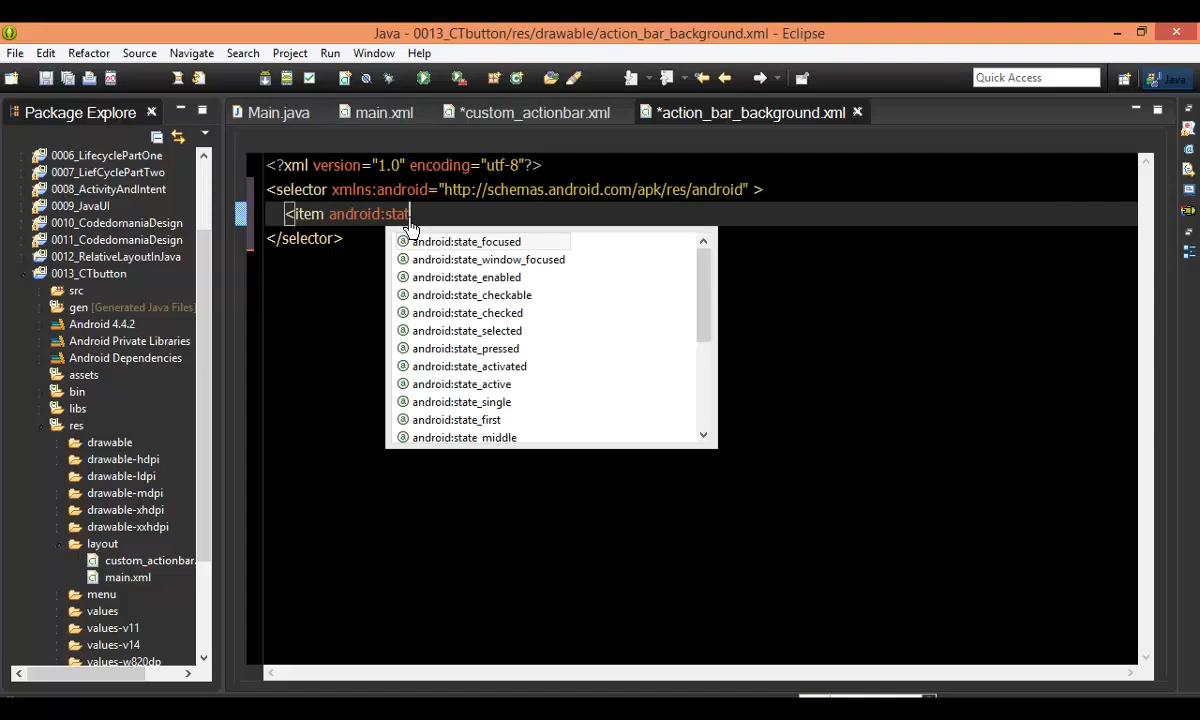 Java - 0013_CTbutton/res/drawable/action_bar_background.xml - Eclipse
File Edit Refactor Source Navigate Search Project Run Window Help
Quick Access
Java
Package Explore
Main.java
main.xml
*custom_actionbar.xml
*action_bar_background.xml
0006_LifecyclePartOne
0007_LiefCyclePartTwo
0008_ActivityAndIntent
0009_JavaUI
0010_CodedomaniaDesign
0011_CodedomaniaDesign
0012_RelativeLayoutInJava
0013_CTbutton
src
gen [Generated Java Files]
Android 4.4.2
Android Private Libraries
Android Dependencies
assets
bin
libs
res
drawable
drawable-hdpi
drawable-ldpi
drawable-mdpi
drawable-xhdpi
drawable-xxhdpi
layout
custom_actionbar.
main.xml
menu
values
values-v11
values-v14
values-w820dp
<?xml version="1.0" encoding="utf-8"?>
<selector xmlns:android="http://schemas.android.com/apk/res/android" >
<item android:stat
</selector>
android:state_focused
android:state_window_focused
android:state_enabled
android:state_checkable
android:state_checked
android:state_selected
android:state_pressed
android:state_activated
android:state_active
android:state_single
android:state_first
android:state_middle